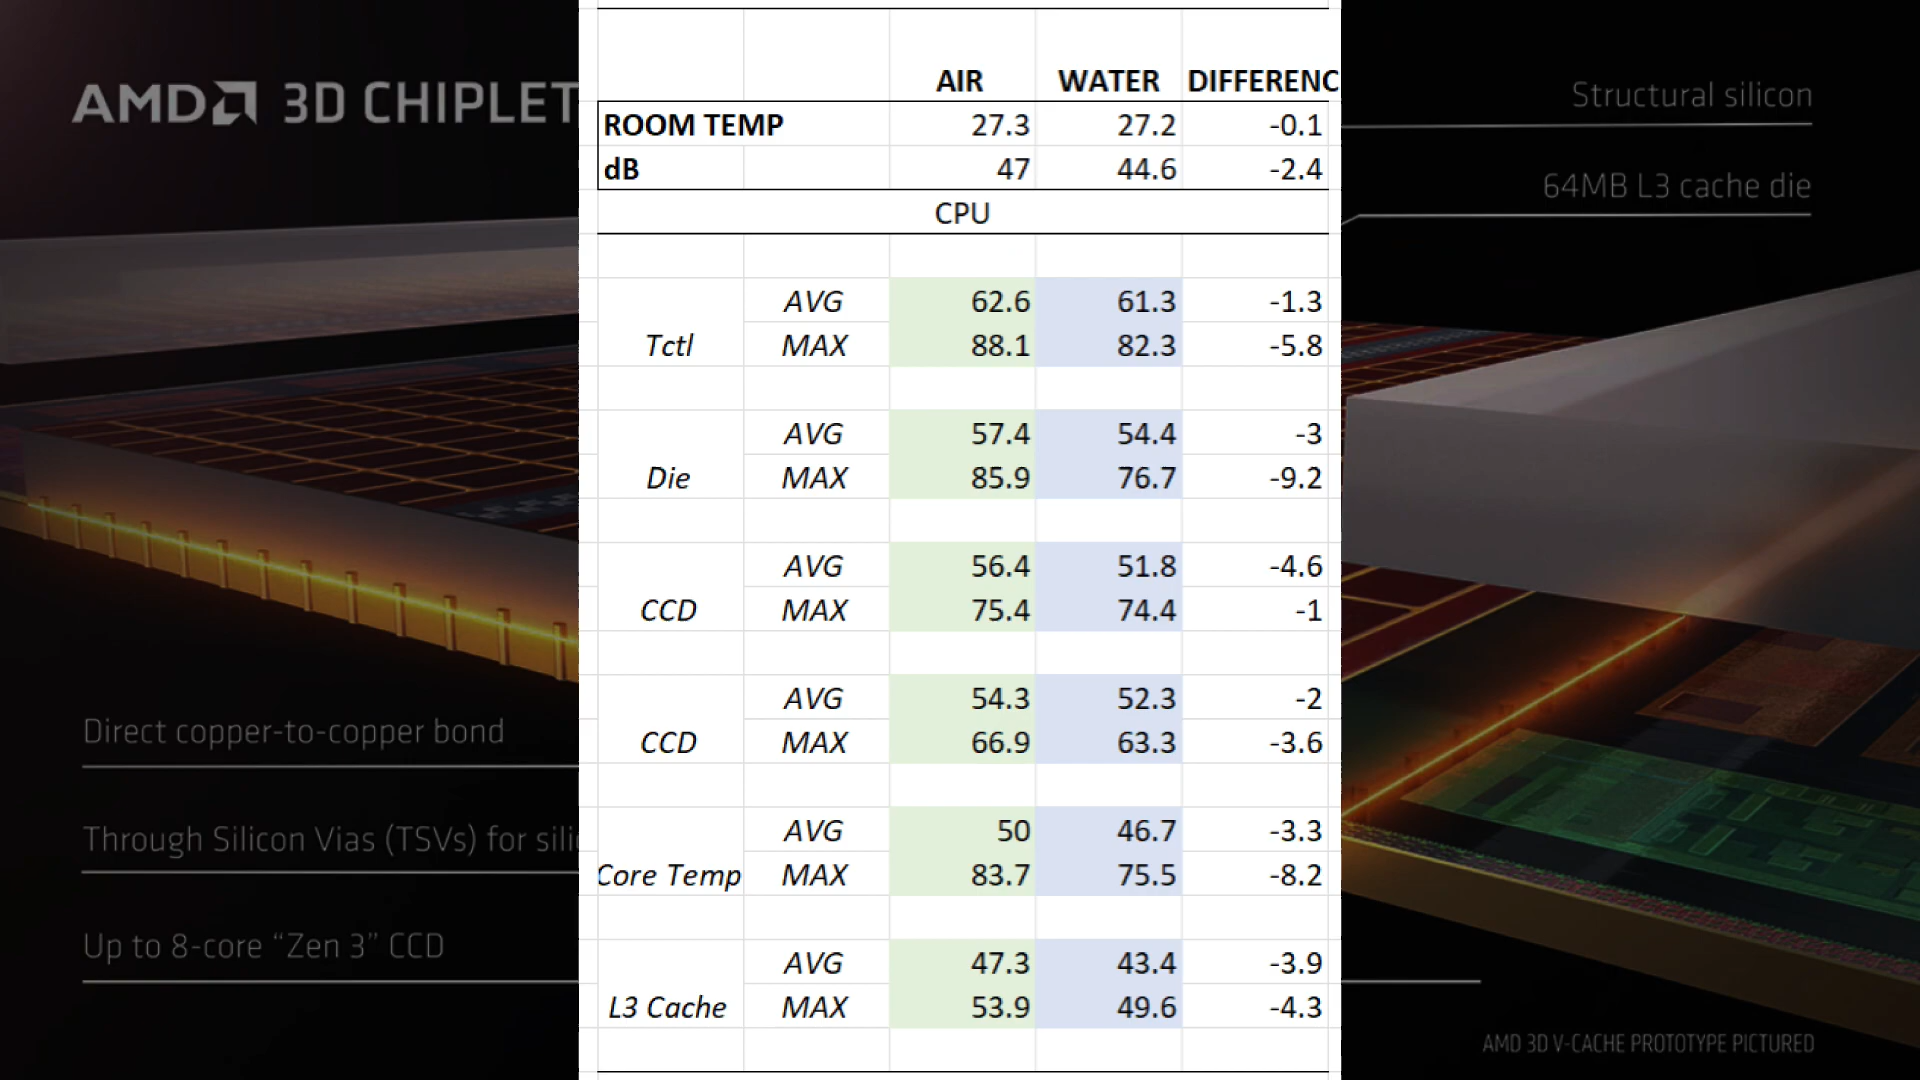 AMD 3D CHIPLET
Structural silicon
64MB L3 cache die
AIR WATER DIFFERENC
ROOM TEMP 27.3 27.2 -0.1
dB 47 44.6 -2.4
CPU
AVG 62.6 61.3 -1.3
Tctl MAX 88.1 82.3 -5.8
AVG 57.4 54.4 -3
Die MAX 85.9 76.7 -9.2
AVG 56.4 51.8 -4.6
CCD MAX 75.4 74.4 -1
AVG 54.3 52.3 -2
CCD MAX 66.9 63.3 -3.6
AVG 50 46.7 -3.3
Core Temp MAX 83.7 75.5 -8.2
AVG 47.3 43.4 -3.9
L3 Cache MAX 53.9 49.6 -4.3
Direct copper-to-copper bond
Through Silicon Vias (TSVs) for sili
Up to 8-core “Zen 3” CCD
AMD 3D V-CACHE PROTOTYPE PICTURED